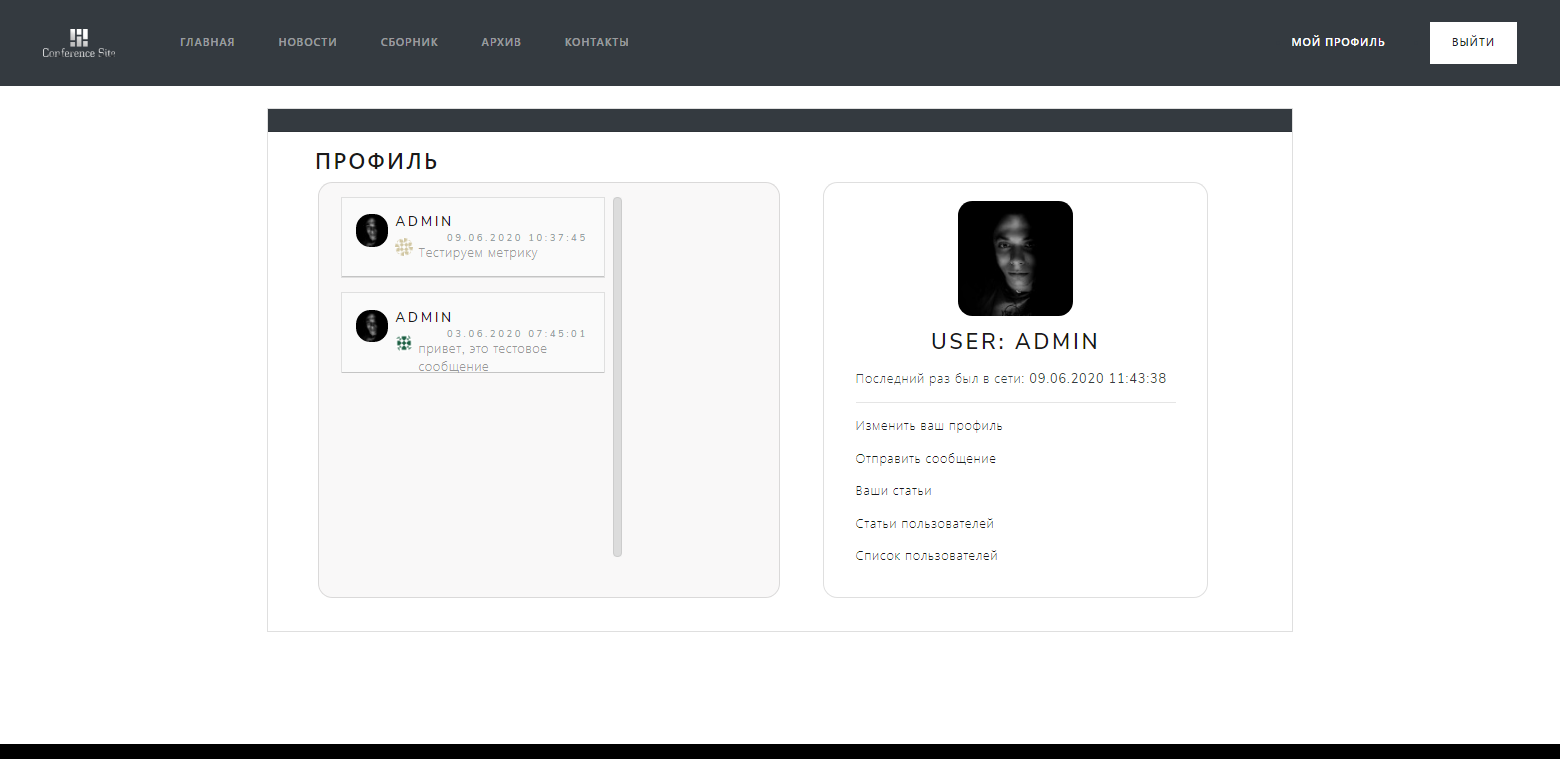 Conference Site
ГЛАВНАЯ
НОВОСТИ
СБОРНИК
АРХИВ
КОНТАКТЫ
МОЙ ПРОФИЛЬ
ВЫЙТИ
ПРОФИЛЬ
ADMIN
09.06.2020 10:37:45
Тестируем метрику
ADMIN
03.06.2020 07:45:01
привет, это тестовое
сообщение
USER: ADMIN
Последний раз был в сети: 09.06.2020 11:43:38
Изменить ваш профиль
Отправить сообщение
Ваши статьи
Статьи пользователей
Список пользователей